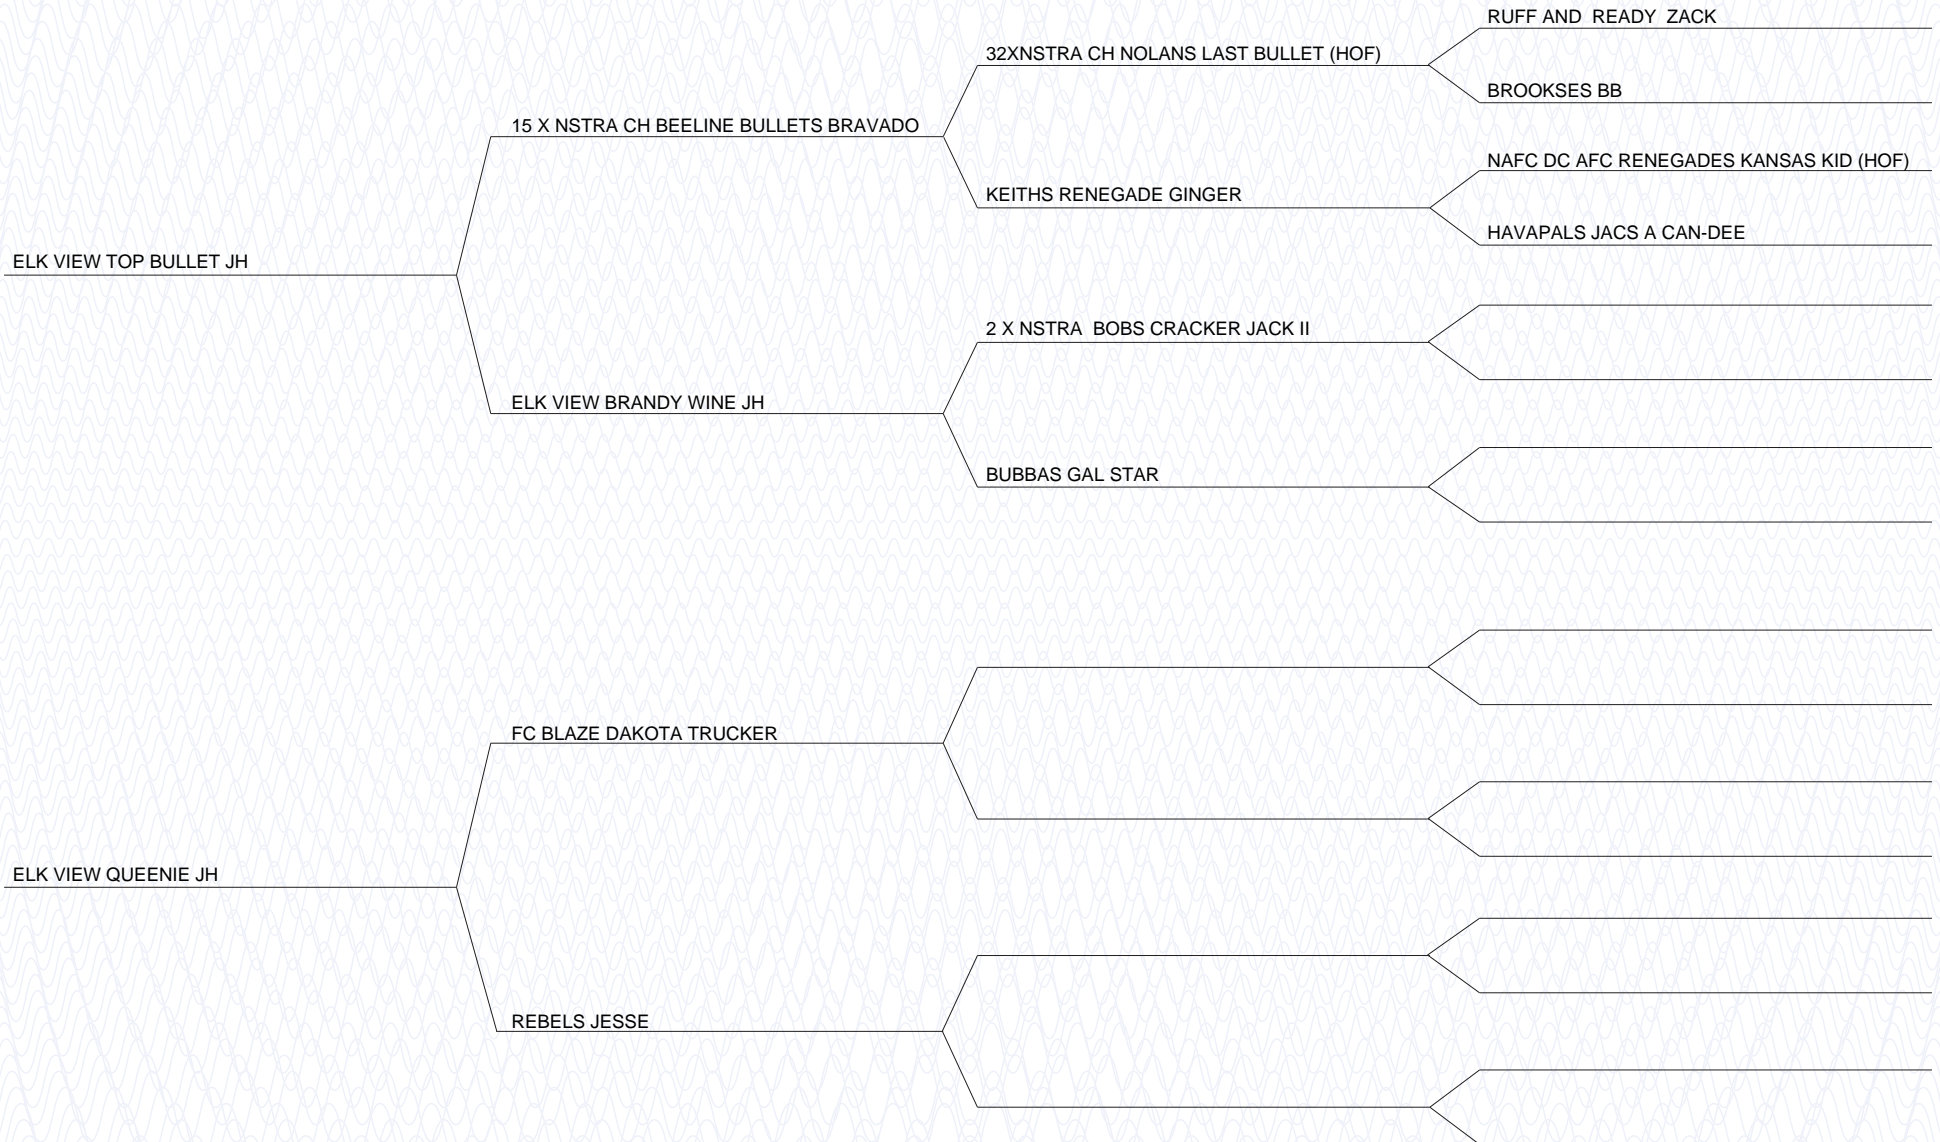 RUFF AND  READY  ZACK
32XNSTRA CH NOLANS LAST BULLET (HOF)
BROOKSES BB
15 X NSTRA CH BEELINE BULLETS BRAVADO
NAFC DC AFC RENEGADES KANSAS KID (HOF)
KEITHS RENEGADE GINGER
HAVAPALS JACS A CAN-DEE
ELK VIEW TOP BULLET JH
2 X NSTRA  BOBS CRACKER JACK II
ELK VIEW BRANDY WINE JH
BUBBAS GAL STAR
FC BLAZE DAKOTA TRUCKER
ELK VIEW QUEENIE JH
REBELS JESSE